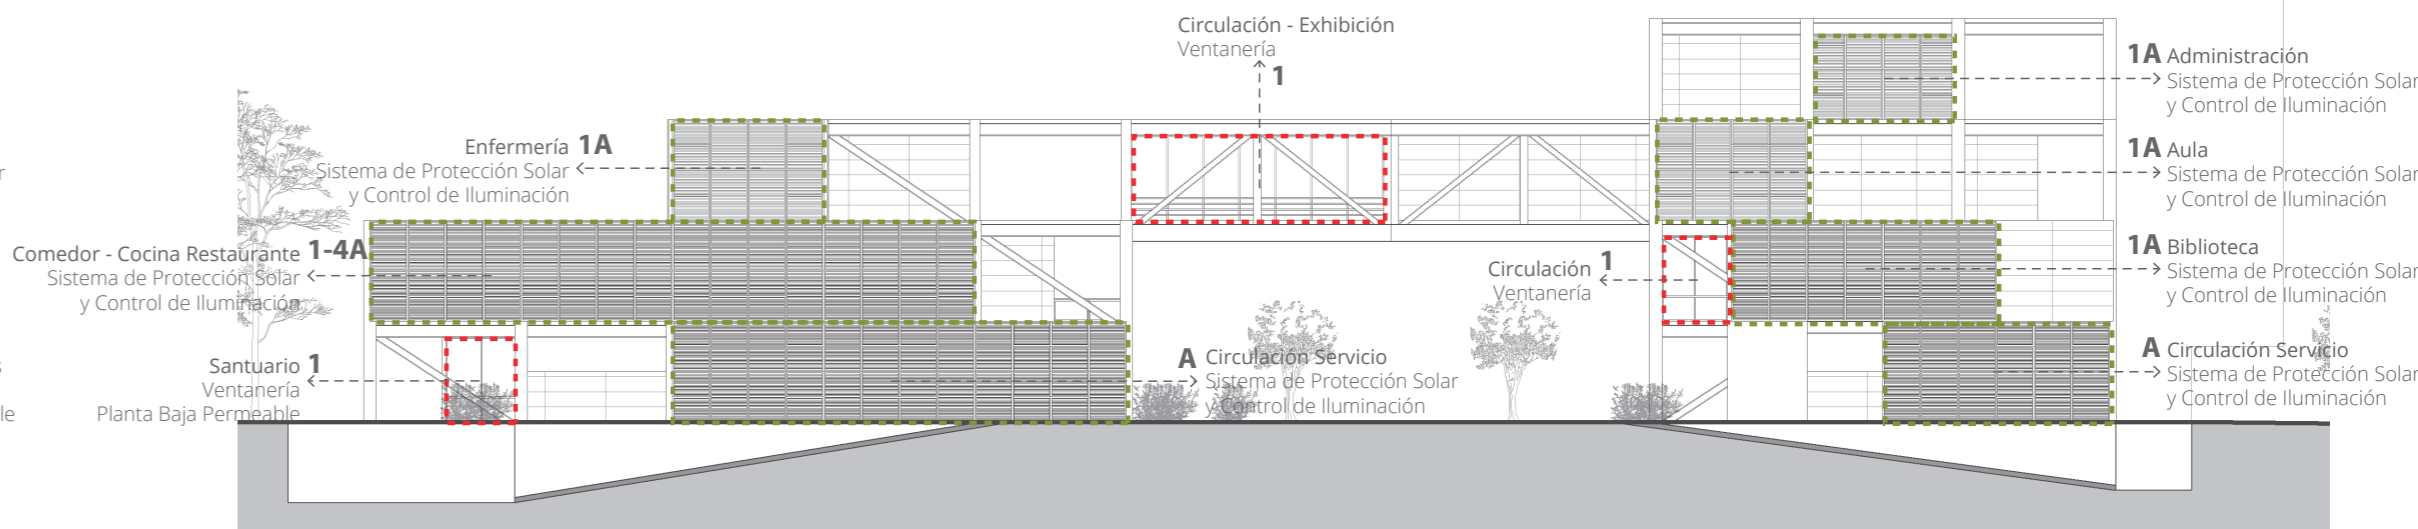 Circulación - Exhibición
Ventanería
1
Enfermería 1A
Sistema de Protección Solar
y Control de Iluminación
Comedor - Cocina Restaurante 1-4A
Sistema de Protección Solar
y Control de Iluminación
Santuario 1
Ventanería
Planta Baja Permeable
A Circulación Servicio
Sistema de Protección Solar
y Control de Iluminación
Circulación 1
Ventanería
1A Administración
Sistema de Protección Solar
y Control de Iluminación
1A Aula
Sistema de Protección Solar
y Control de Iluminación
1A Biblioteca
Sistema de Protección Solar
y Control de Iluminación
A Circulación Servicio
Sistema de Protección Solar
y Control de Iluminación